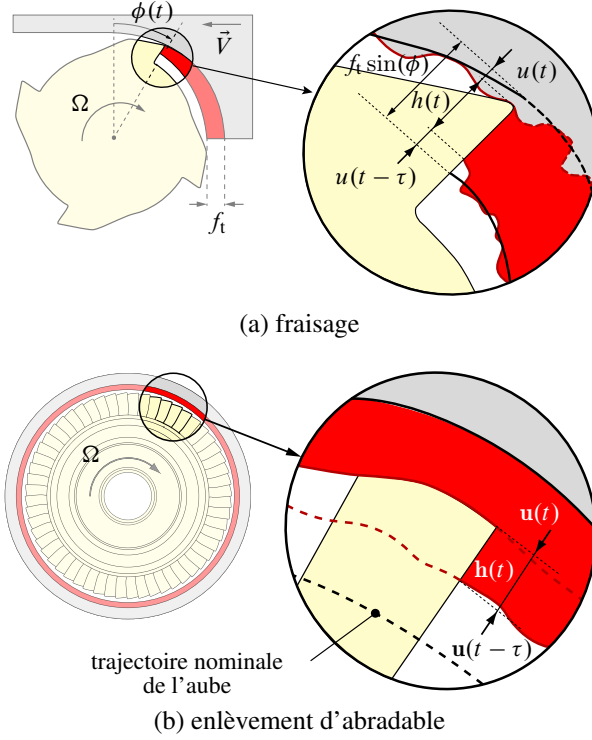 ϕ(t)
V⃗
Ω
f_t
f_t sin(ϕ)
u(t)
h(t)
u(t − τ)
(a) fraisage
Ω
u(t)
h(t)
u(t − τ)
trajectoire nominale
de l'aube
(b) enlèvement d'abradable